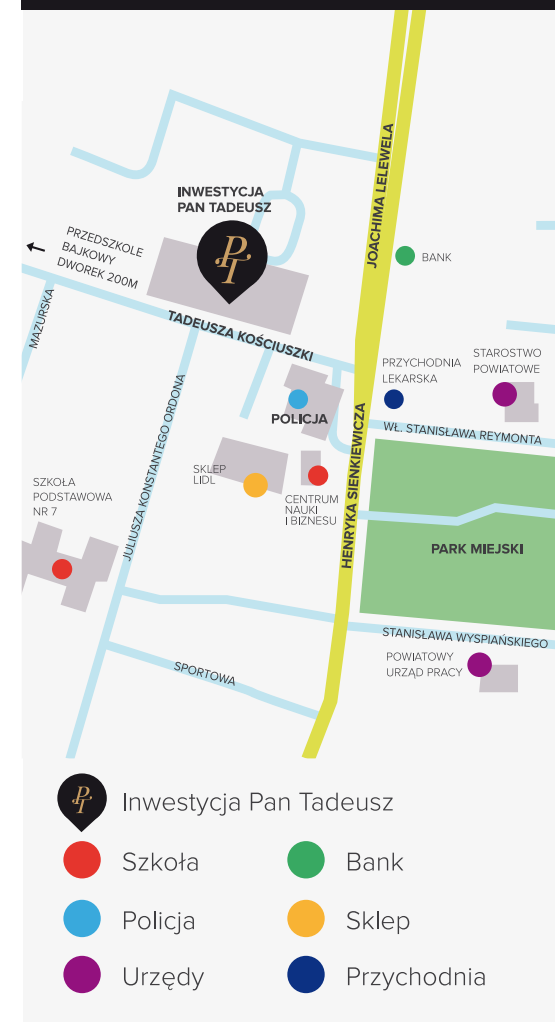 JOACHIMA LELEWELA
INWESTYCJA
PAN TADEUSZ
PT
PRZEDSZKOLE
BAJKOWY
DWOREK 200M
BANK
MAZURSKA
TADEUSZA KOŚCIUSZKI
STAROSTWO
POWIATOWE
PRZYCHODNIA
LEKARSKA
POLICJA
WŁ. STANISŁAWA REYMONTA
JULIUSZA KONSTANTEGO ORDONA
HENRYKA SIENKIEWICZA
SKLEP
LIDL
SZKOŁA
PODSTAWOWA
NR 7
CENTRUM
NAUKI
I BIZNESU
PARK MIEJSKI
STANISŁAWA WYSPIAŃSKIEGO
POWIATOWY
URZĄD PRACY
SPORTOWA
PT
Inwestycja Pan Tadeusz
Szkoła
Bank
Policja
Sklep
Urzędy
Przychodnia